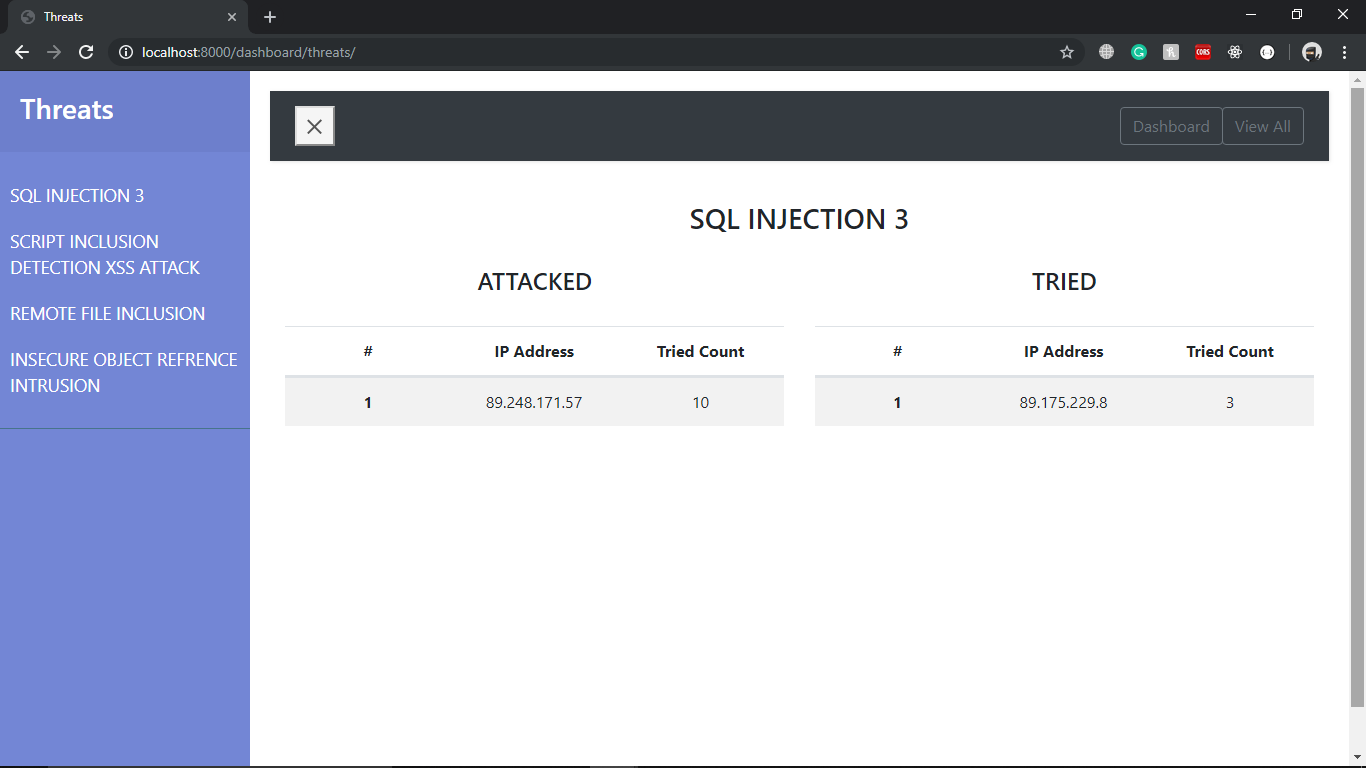 Threats
localhost:8000/dashboard/threats/
CORS
Threats
Dashboard
View All
SQL INJECTION 3
SCRIPT INCLUSION
DETECTION XSS ATTACK
REMOTE FILE INCLUSION
INSECURE OBJECT REFRENCE
INTRUSION
SQL INJECTION 3
ATTACKED
# IP Address Tried Count
1 89.248.171.57 10
TRIED
# IP Address Tried Count
1 89.175.229.8 3